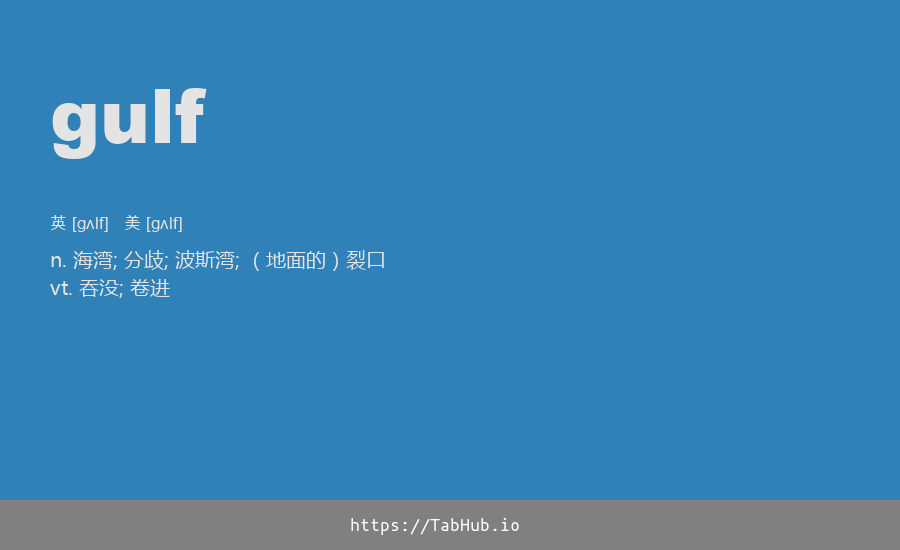 gulf
英 [gʌlf] 美 [gʌlf]
n. 海湾; 分歧; 波斯湾; （地面的）裂口
vt. 吞没; 卷进
https://TabHub.io